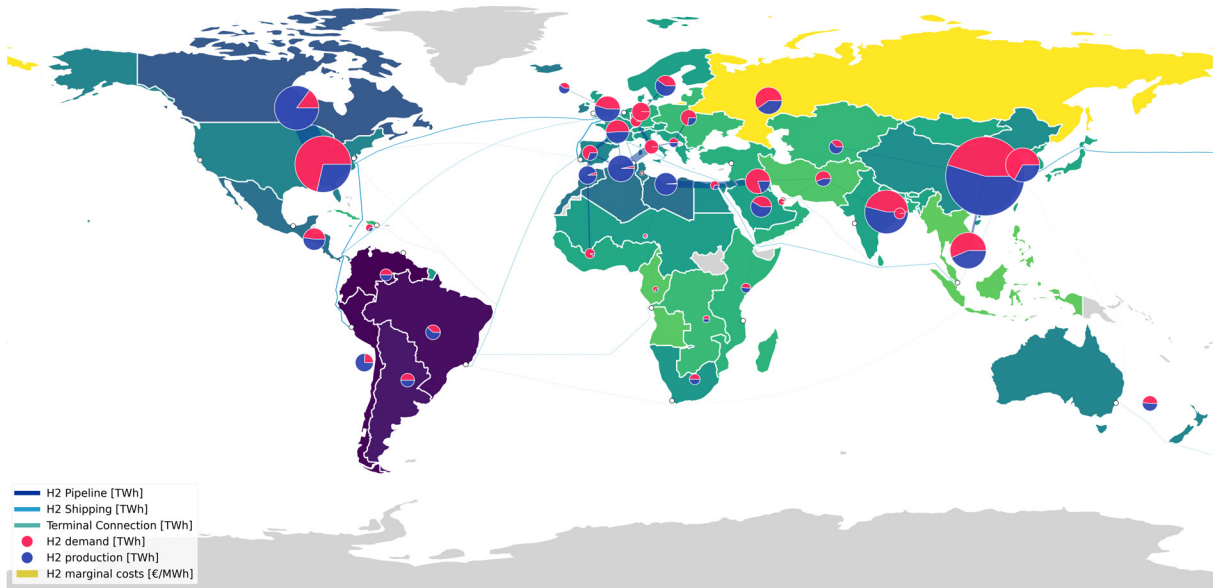 H2 Pipeline [TWh]
H2 Shipping [TWh]
Terminal Connection [TWh]
H2 demand [TWh]
H2 production [TWh]
H2 marginal costs [€/MWh]